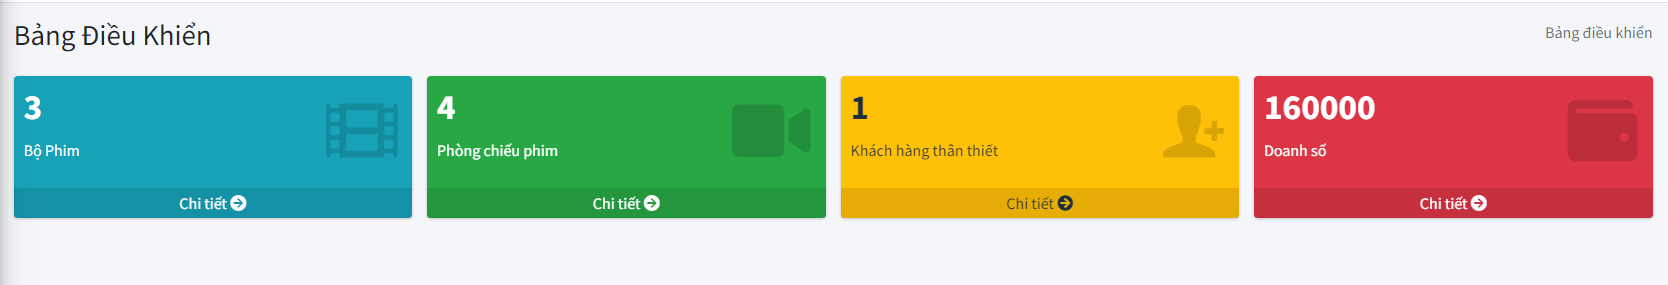 Bảng Điều Khiển
Bảng điều khiển
3
Bộ Phim
Chi tiết
4
Phòng chiếu phim
Chi tiết
1
Khách hàng thân thiết
Chi tiết
160000
Doanh số
Chi tiết